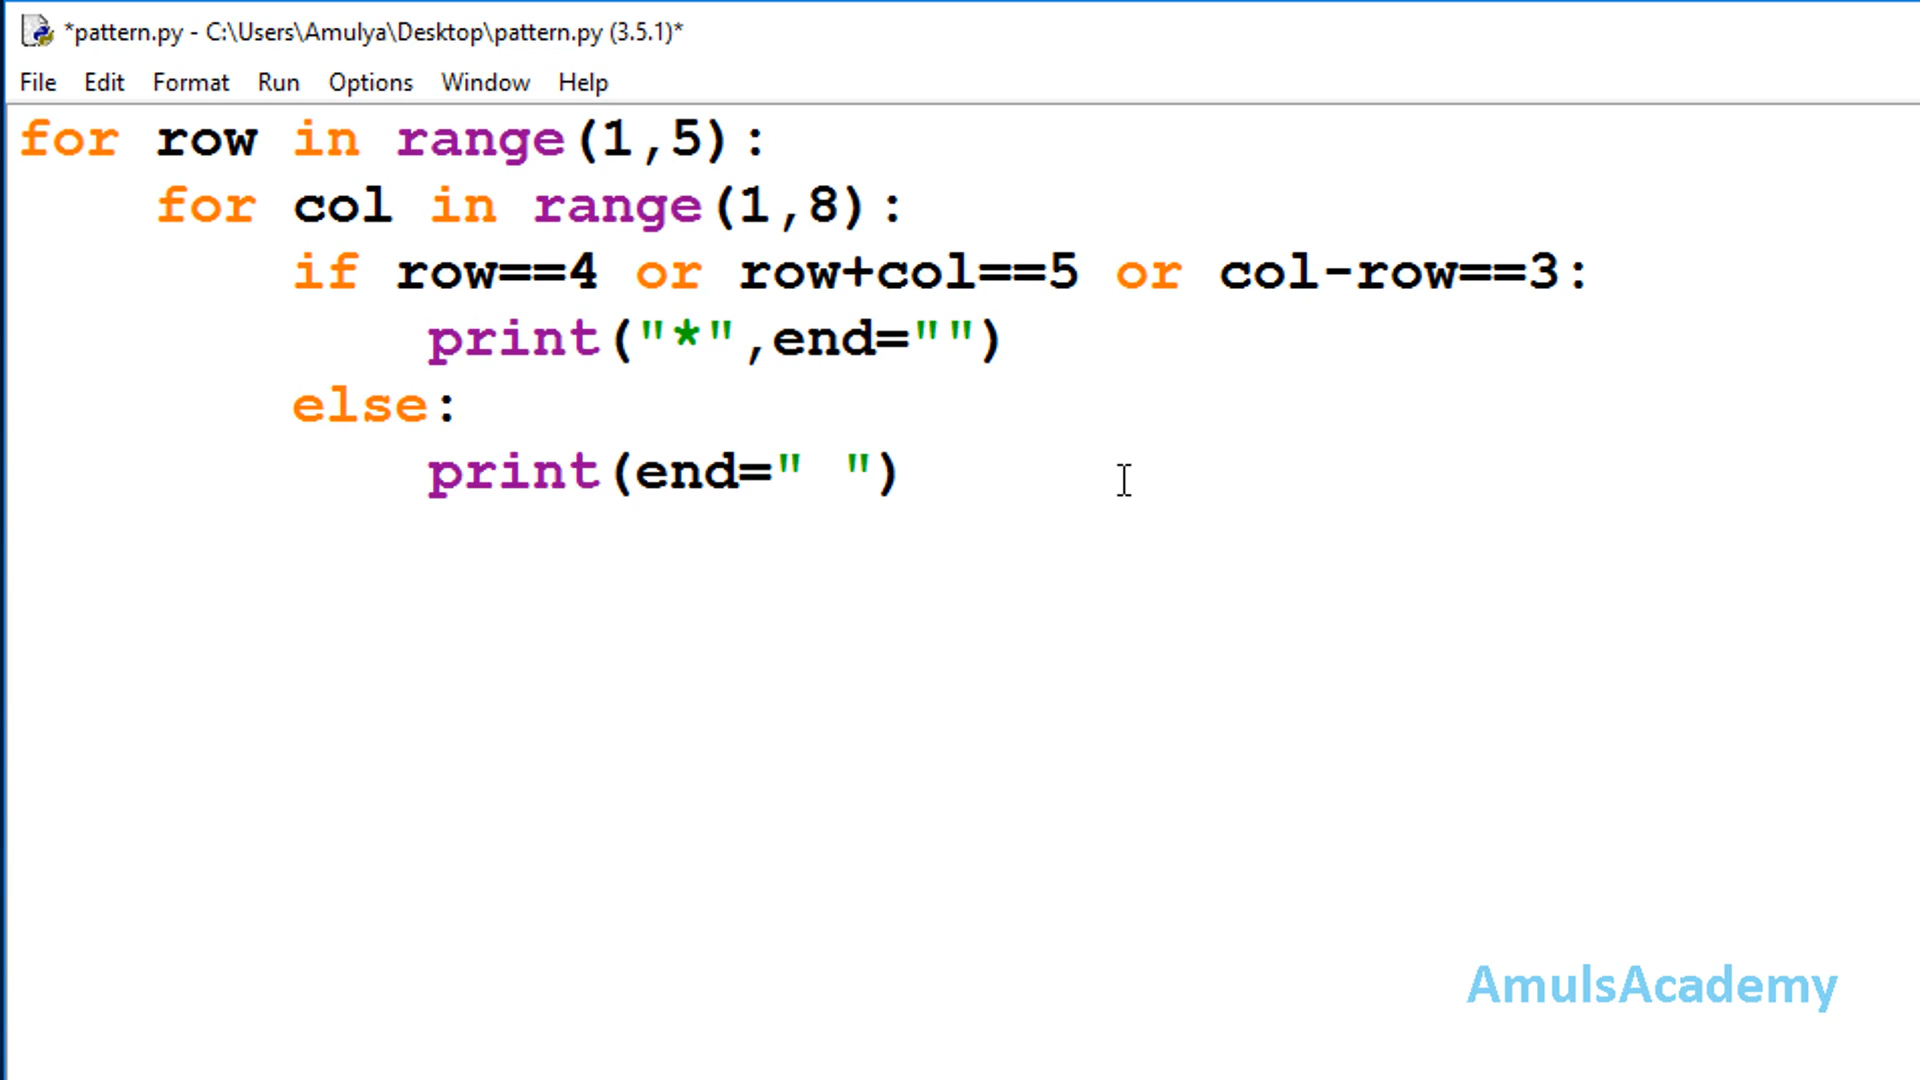 *pattern.py - C:\Users\Amulya\Desktop\pattern.py (3.5.1)*
File Edit Format Run Options Window Help
for row in range(1,5):
    for col in range(1,8):
        if row==4 or row+col==5 or col-row==3:
            print("*",end="")
        else:
            print(end=" ")
AmulsAcademy